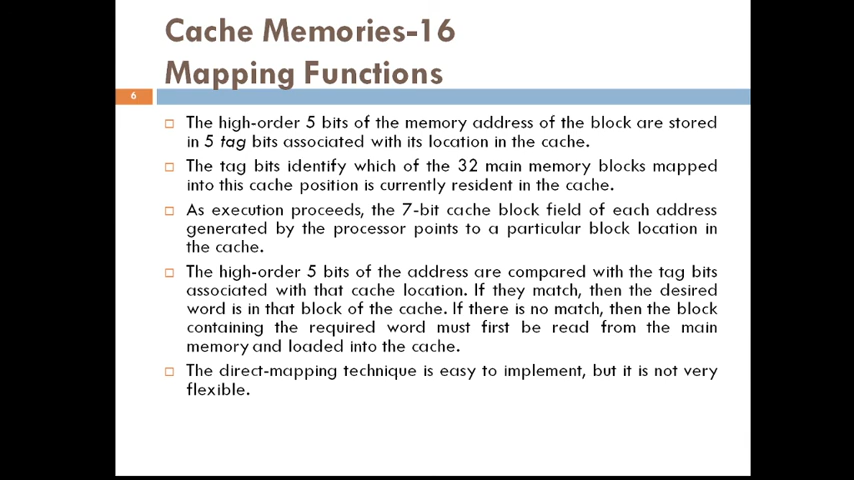 Cache Memories-16
Mapping Functions
6
The high-order 5 bits of the memory address of the block are stored
in 5 tag bits associated with its location in the cache.
The tag bits identify which of the 32 main memory blocks mapped
into this cache position is currently resident in the cache.
As execution proceeds, the 7-bit cache block field of each address
generated by the processor points to a particular block location in
the cache.
The high-order 5 bits of the address are compared with the tag bits
associated with that cache location. If they match, then the desired
word is in that block of the cache. If there is no match, then the block
containing the required word must first be read from the main
memory and loaded into the cache.
The direct-mapping technique is easy to implement, but it is not very
flexible.